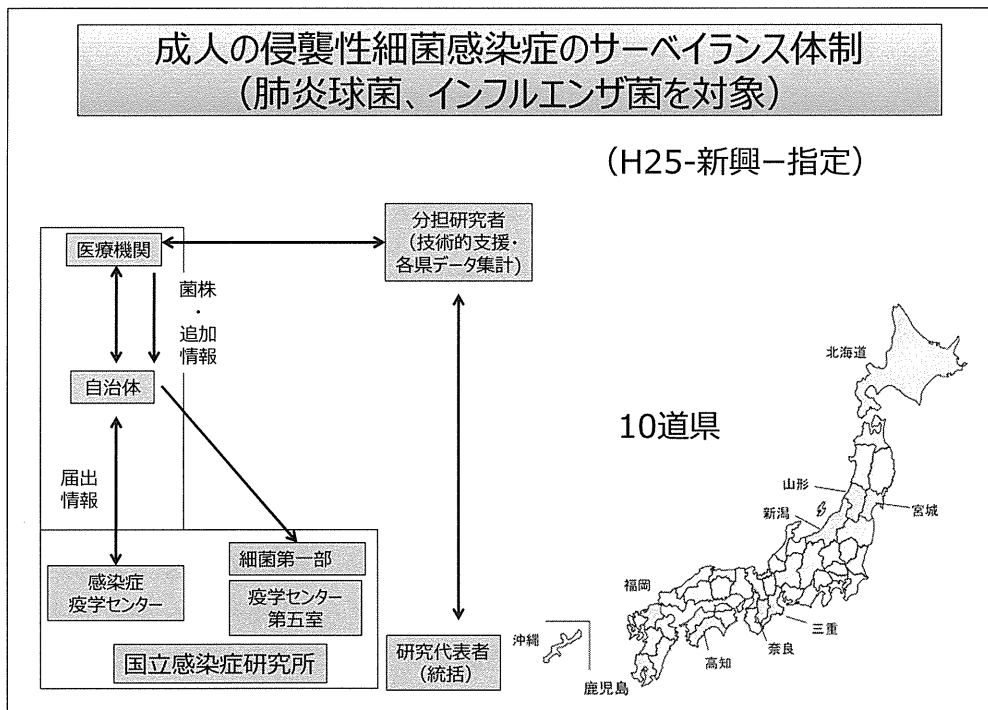 成人の侵襲性細菌感染症のサーベイランス体制
（肺炎球菌、インフルエンザ菌を対象）
（H25-新興ー指定）
医療機関
分担研究者
（技術的支援・
各県データ集計）
菌株
・
追加
情報
自治体
届出
情報
感染症
疫学センター
細菌第一部
疫学センター
第五室
国立感染症研究所
研究代表者
（統括）
10道県
北海道
山形
新潟
宮城
福岡
沖縄
三重
奈良
高知
鹿児島